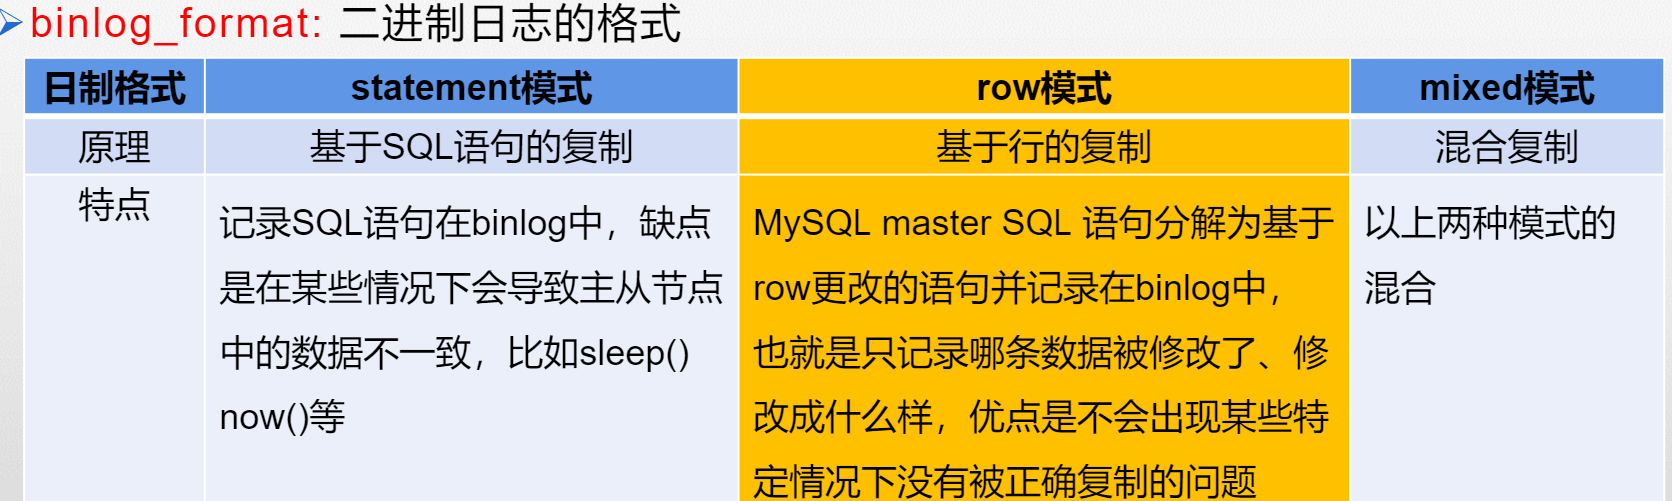 binlog_format: 二进制日志的格式
日制格式 statement模式 row模式 mixed模式
原理 基于SQL语句的复制 基于行的复制 混合复制
特点
记录SQL语句在binlog中，缺点
是在某些情况下会导致主从节点
中的数据不一致，比如sleep()
now()等
MySQL master SQL 语句分解为基于
row更改的语句并记录在binlog中，
也就是只记录哪条数据被修改了、修
改成什么样，优点是不会出现某些特
定情况下没有被正确复制的问题
以上两种模式的
混合